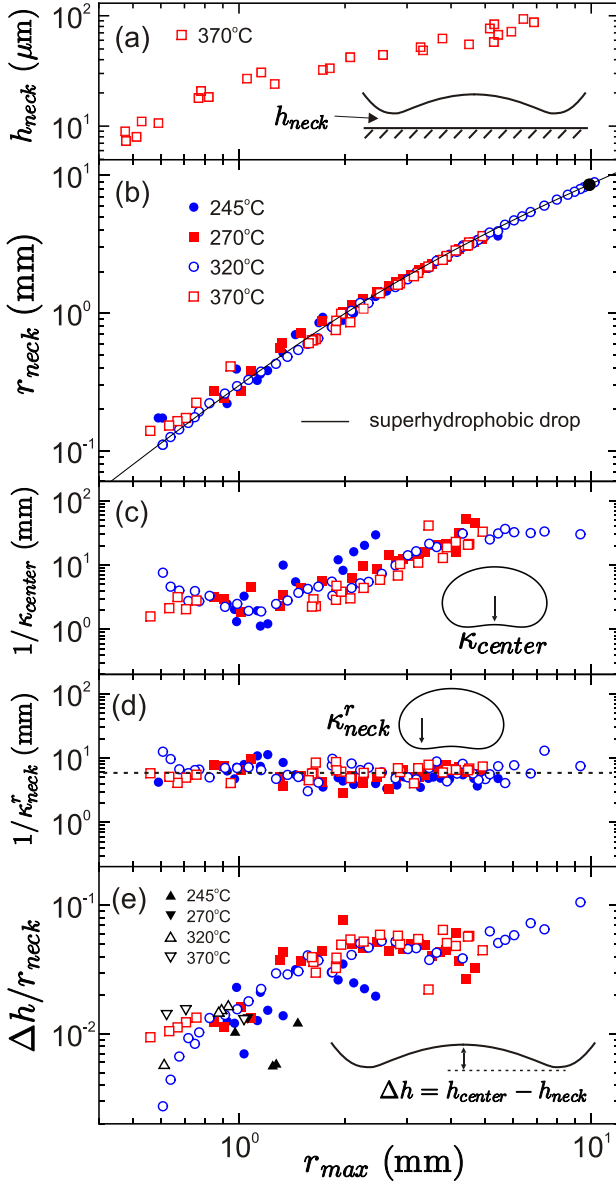 (a)
370°C
10²
10¹
h_neck (μm)
h_neck
(b)
245°C
270°C
320°C
370°C
10¹
10⁰
10⁻¹
r_neck (mm)
superhydrophobic drop
(c)
10²
10¹
10⁰
1/κ_center (mm)
κ_center
(d)
10²
10¹
10⁰
1/κ^r_neck (mm)
κ^r_neck
(e)
245°C
270°C
320°C
370°C
10⁻¹
10⁻²
Δh/r_neck
Δh = h_center − h_neck
10⁰
10¹
r_max (mm)